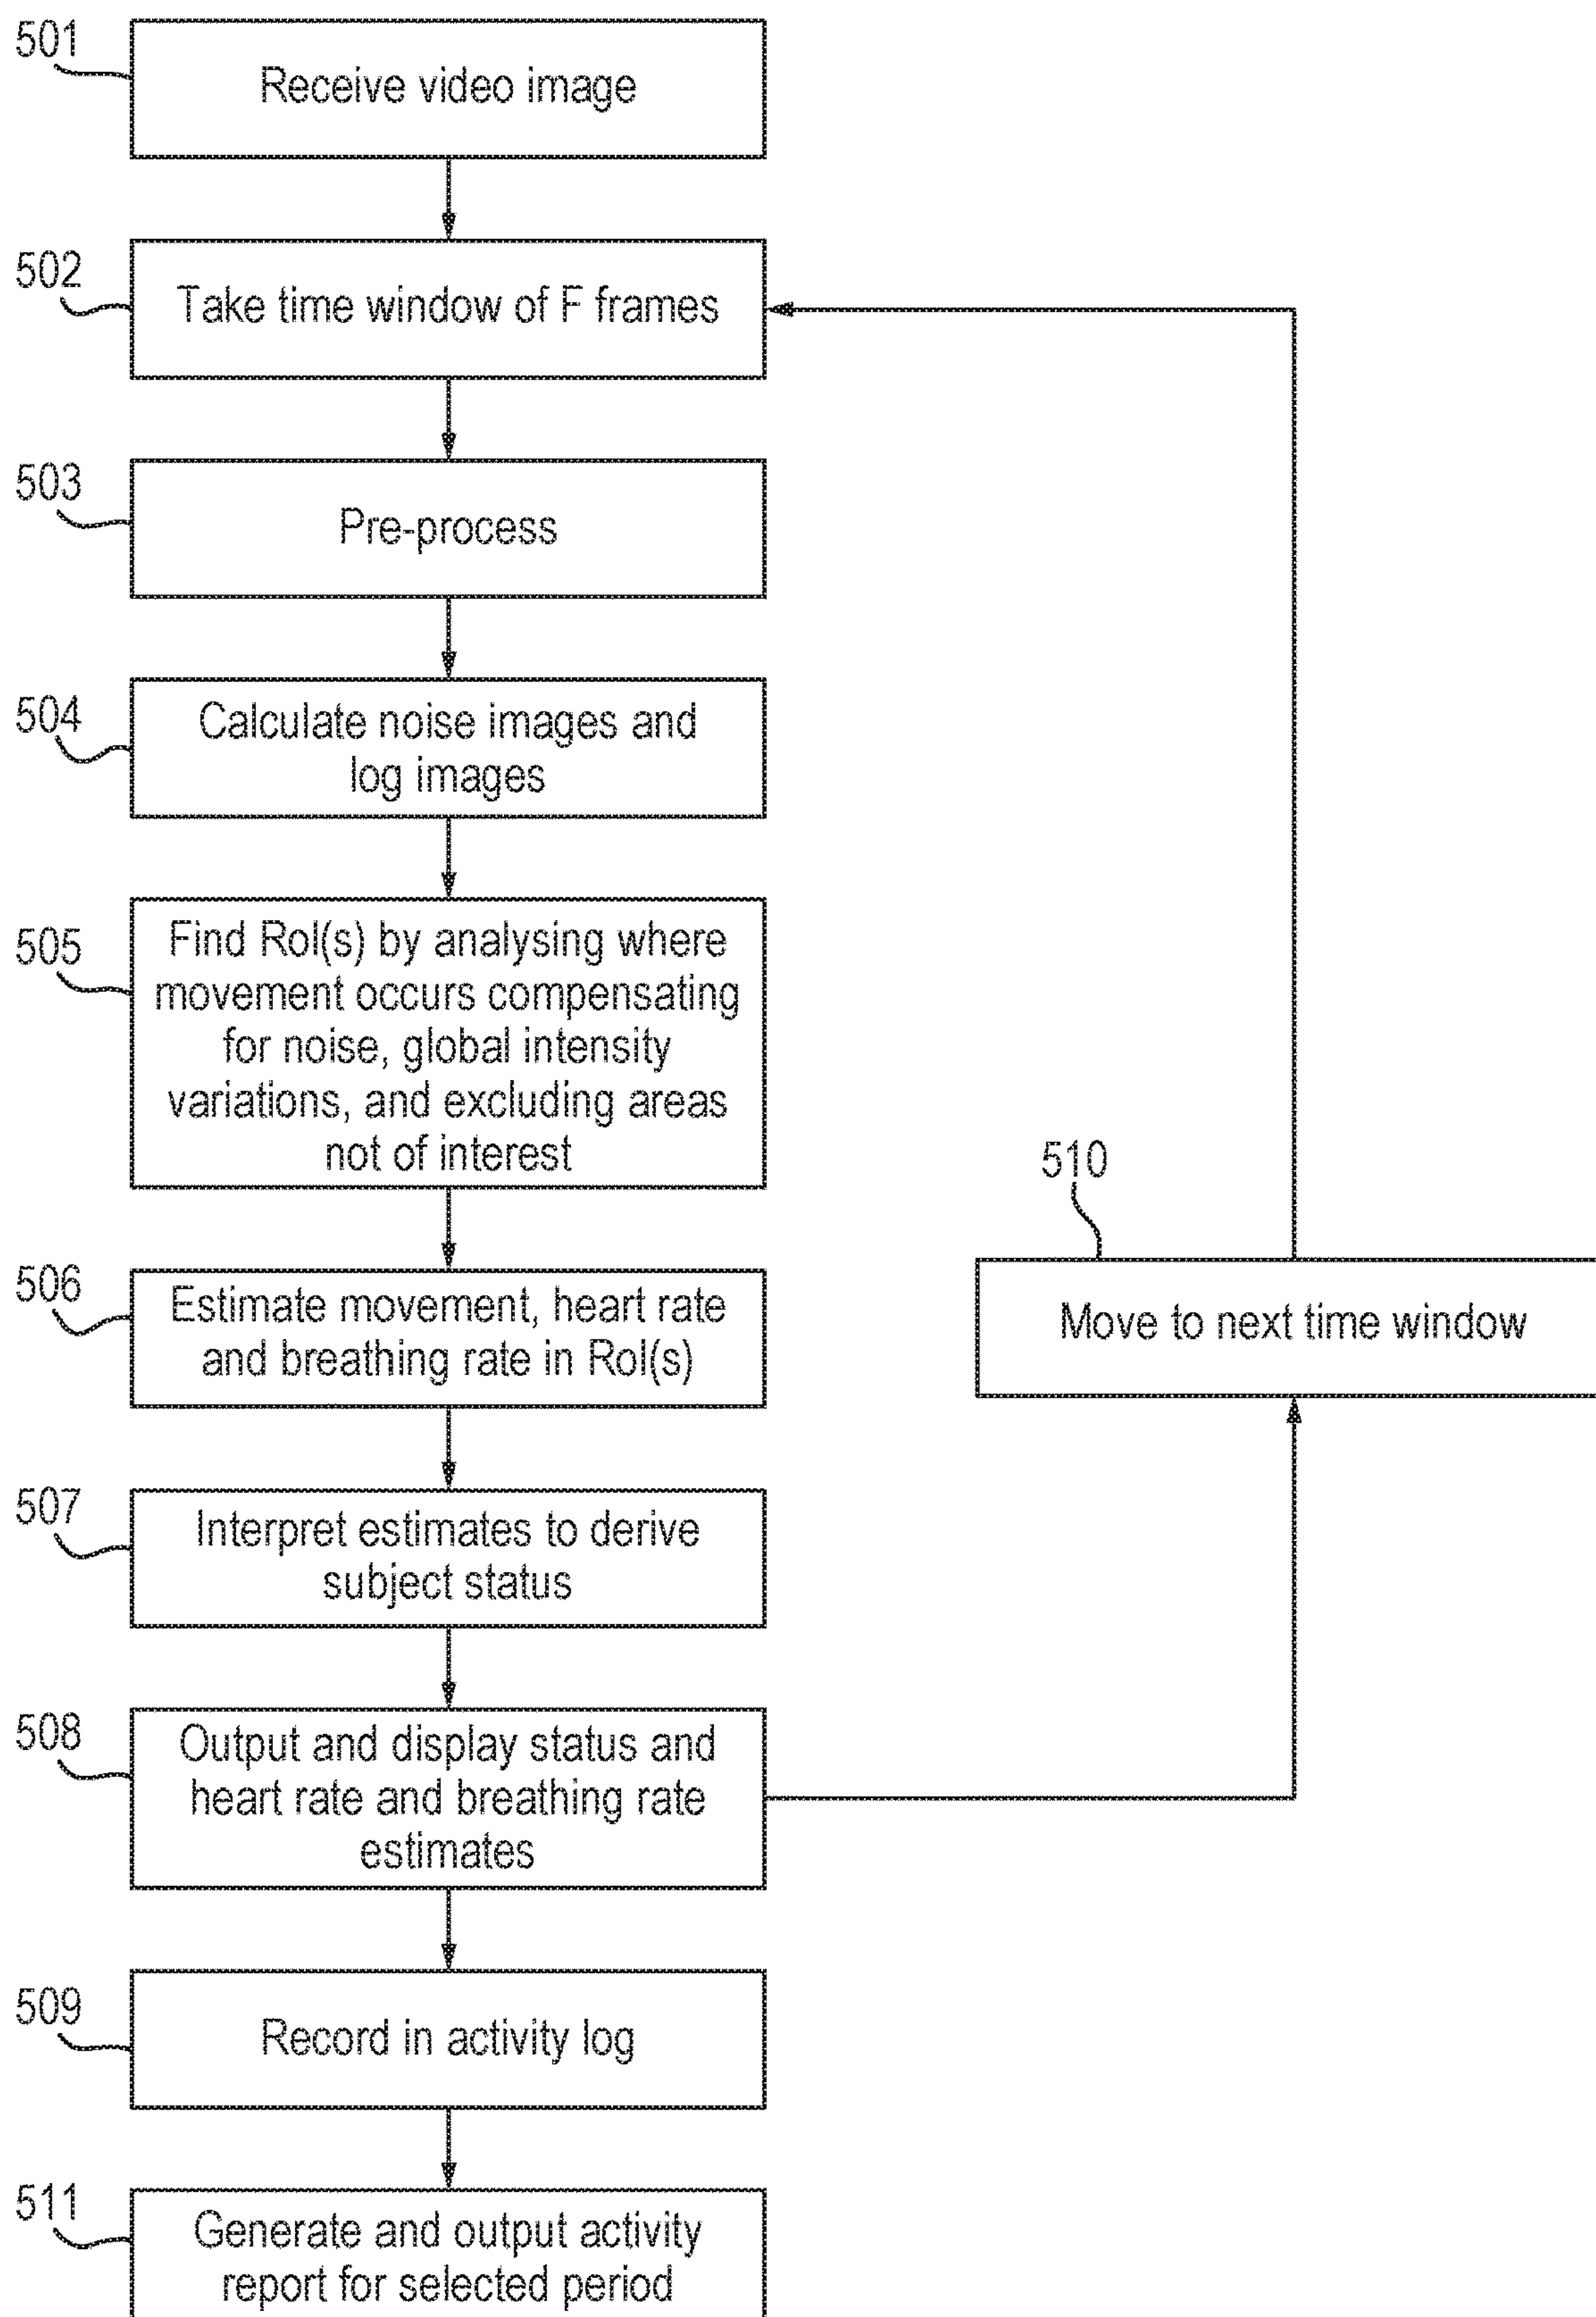 501
Receive video image
502
Take time window of F frames
503
Pre-process
504
Calculate noise images and
log images
505
Find RoI(s) by analysing where
movement occurs compensating
for noise, global intensity
variations, and excluding areas
not of interest
510
Move to next time window
506
Estimate movement, heart rate
and breathing rate in RoI(s)
507
Interpret estimates to derive
subject status
508
Output and display status and
heart rate and breathing rate
estimates
509
Record in activity log
511
Generate and output activity
report for selected period